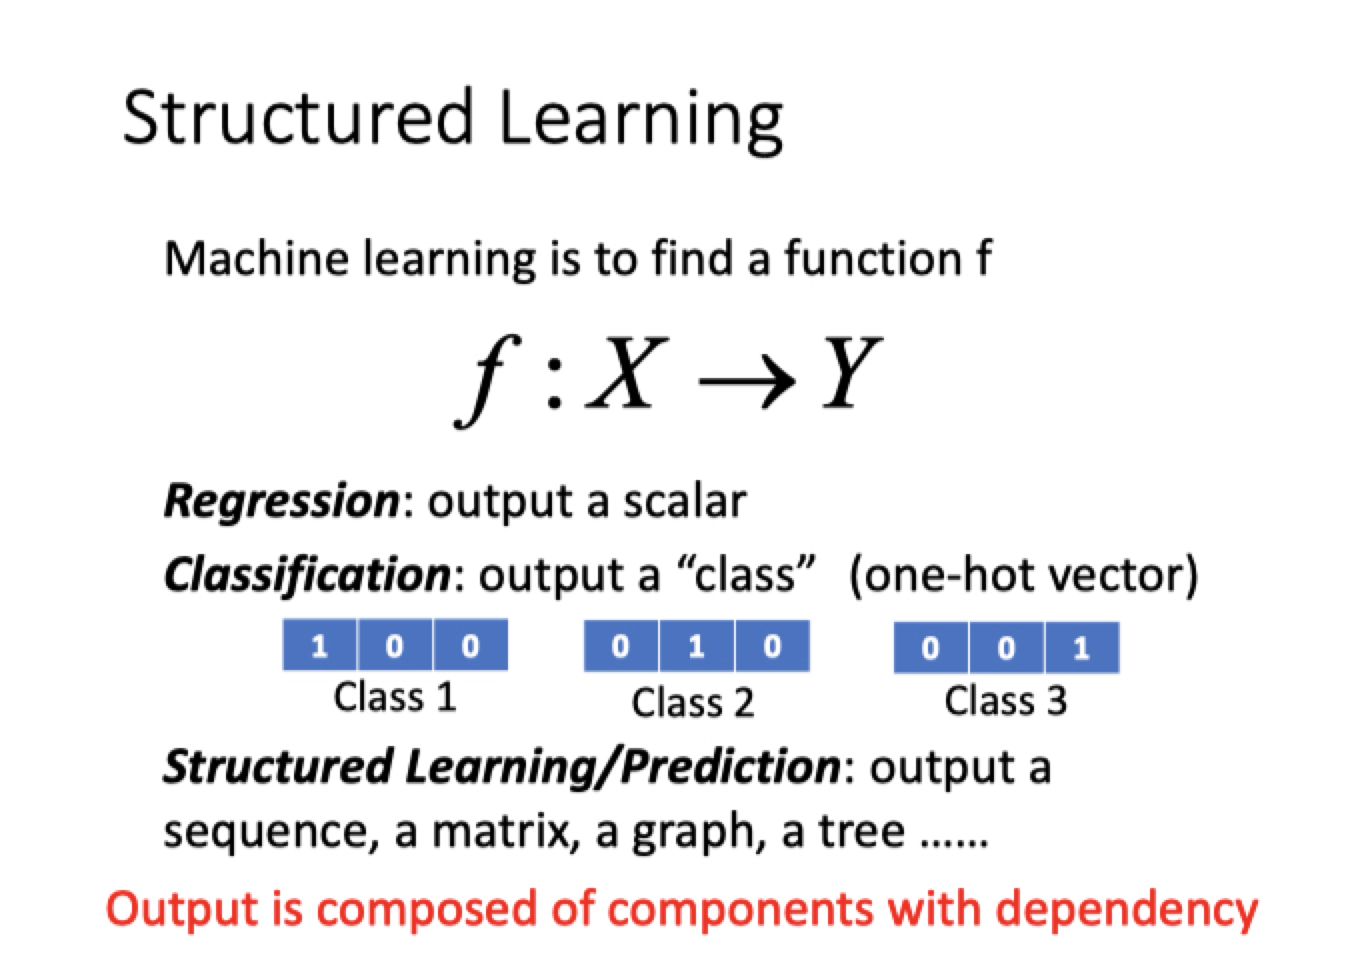 Structured Learning
Machine learning is to find a function f
f : X → Y
Regression: output a scalar
Classification: output a “class” (one-hot vector)
1 0 0
Class 1
0 1 0
Class 2
0 0 1
Class 3
Structured Learning/Prediction: output a
sequence, a matrix, a graph, a tree ......
Output is composed of components with dependency